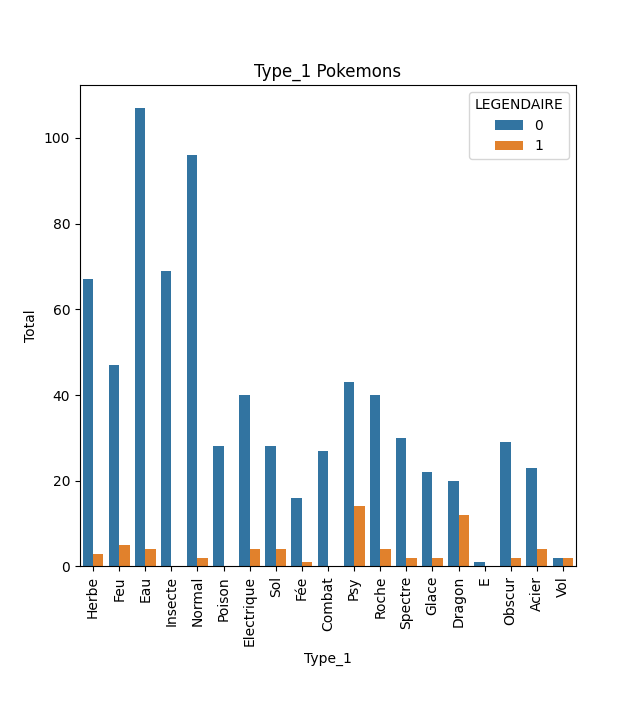 Type_1 Pokemons
LEGENDAIRE
0
1
Total
100
80
60
40
20
0
Herbe
Feu
Eau
Insecte
Normal
Poison
Electrique
Sol
Fée
Combat
Psy
Roche
Spectre
Glace
Dragon
E
Obscur
Acier
Vol
Type_1